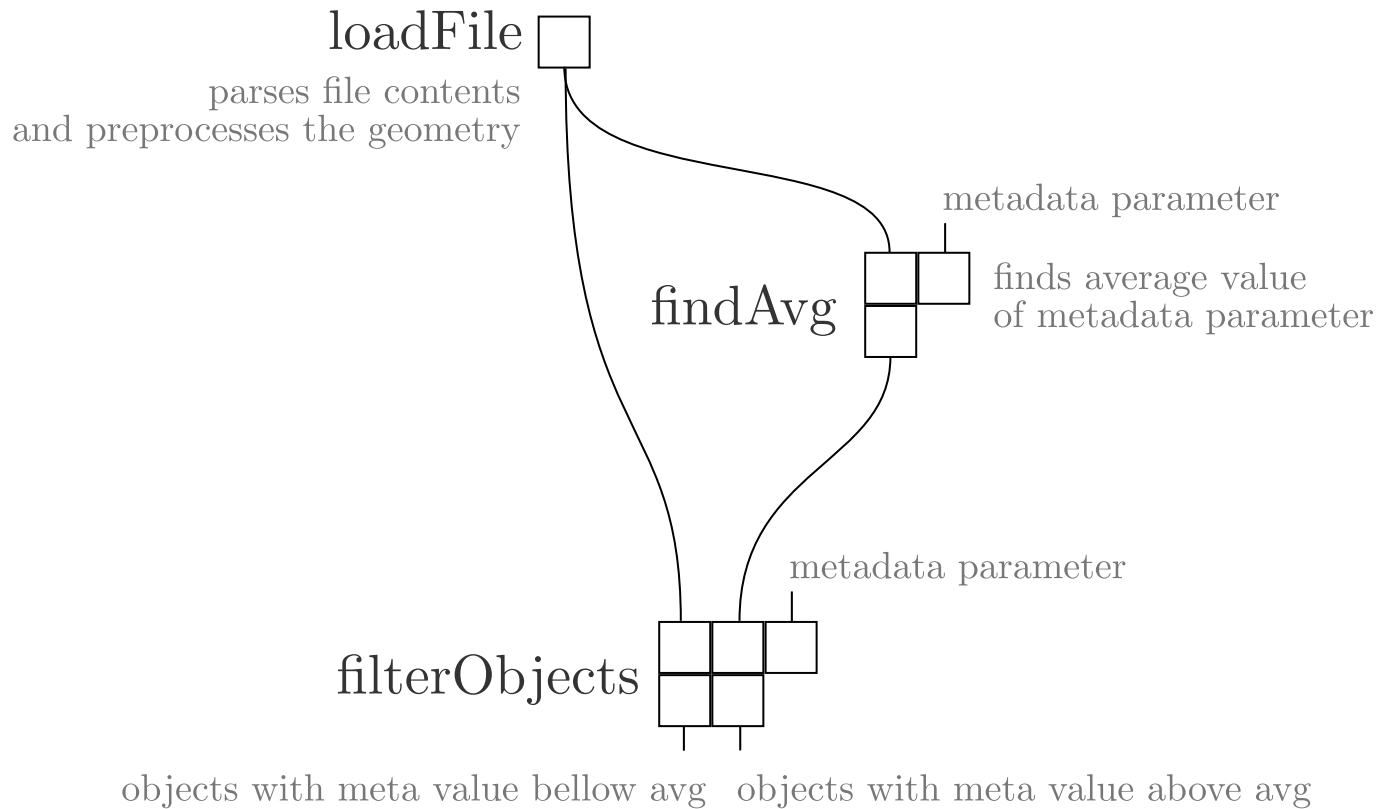 loadFile
parses file contents
and preprocesses the geometry
metadata parameter
findAvg
finds average value
of metadata parameter
metadata parameter
filterObjects
objects with meta value bellow avg
objects with meta value above avg